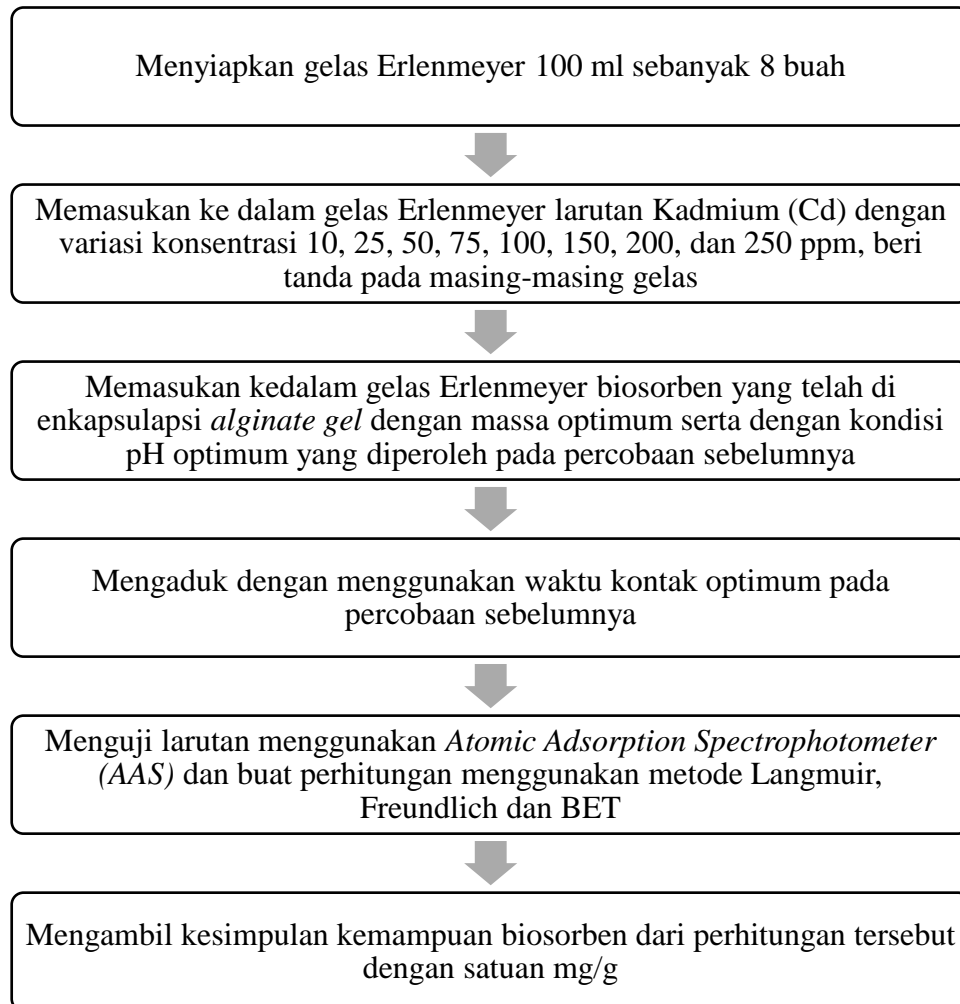 Menyiapkan gelas Erlenmeyer 100 ml sebanyak 8 buah
Memasukan ke dalam gelas Erlenmeyer larutan Kadmium (Cd) dengan
variasi konsentrasi 10, 25, 50, 75, 100, 150, 200, dan 250 ppm, beri
tanda pada masing-masing gelas
Memasukan kedalam gelas Erlenmeyer biosorben yang telah di
enkapsulapsi alginate gel dengan massa optimum serta dengan kondisi
pH optimum yang diperoleh pada percobaan sebelumnya
Mengaduk dengan menggunakan waktu kontak optimum pada
percobaan sebelumnya
Menguji larutan menggunakan Atomic Adsorption Spectrophotometer
(AAS) dan buat perhitungan menggunakan metode Langmuir,
Freundlich dan BET
Mengambil kesimpulan kemampuan biosorben dari perhitungan tersebut
dengan satuan mg/g